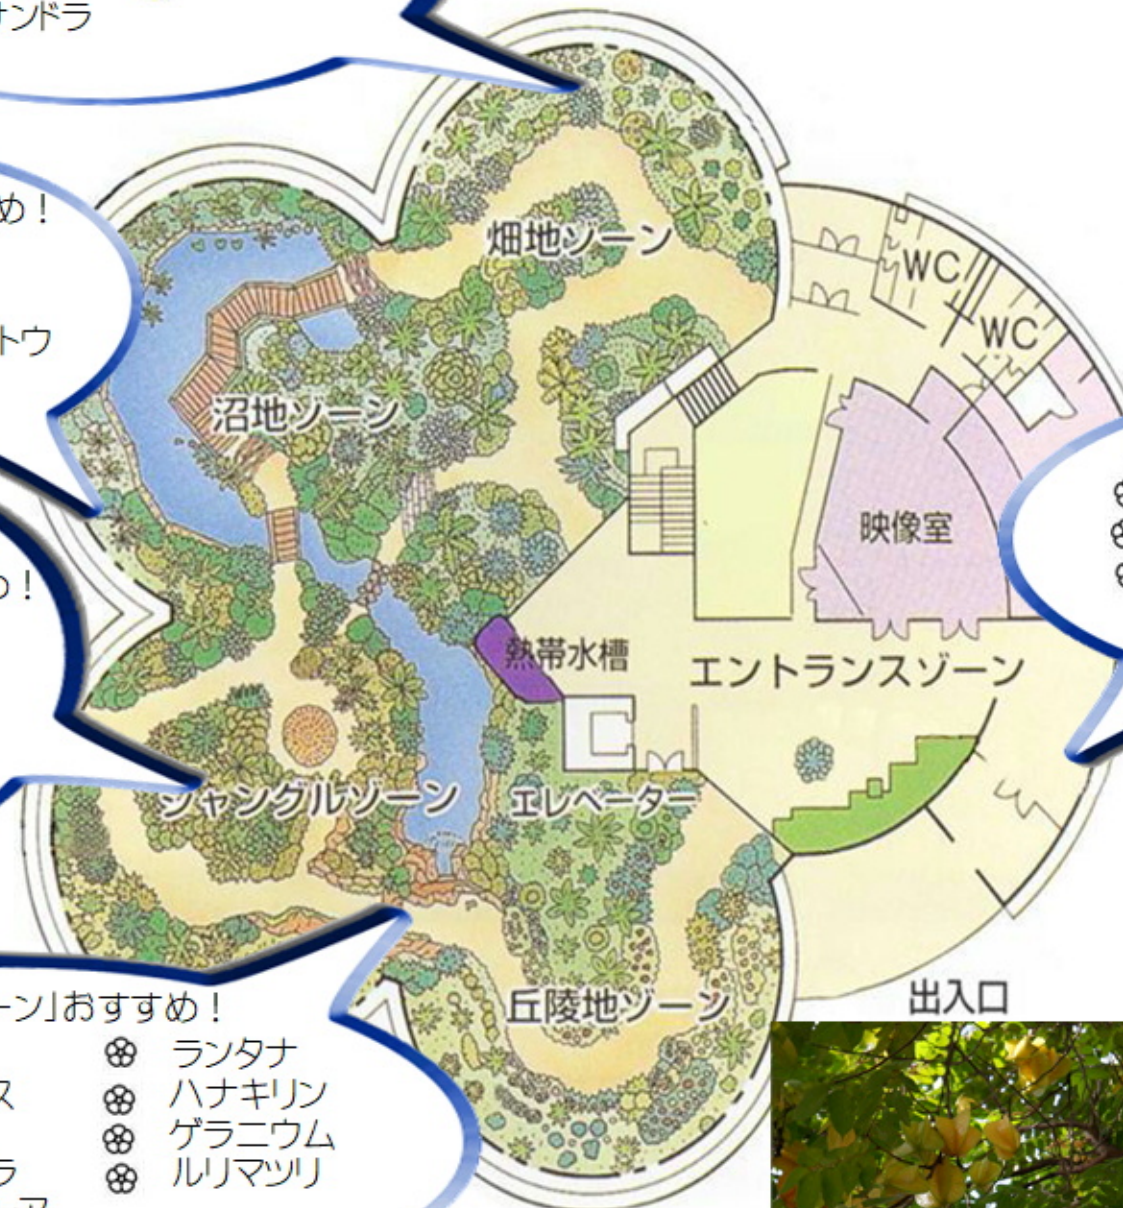 サンドラ
め！
畑地ゾーン
WC
WC
トウ
沼地ゾーン
映像室
め！
熱帯水槽
エントランスゾーン
ジャングルゾーン
エレベーター
丘陵地ゾーン
出入口
ーン」おすすめ！
ランタナ
ス
ハナキリン
ゲラニウム
ラ
ルリマツリ